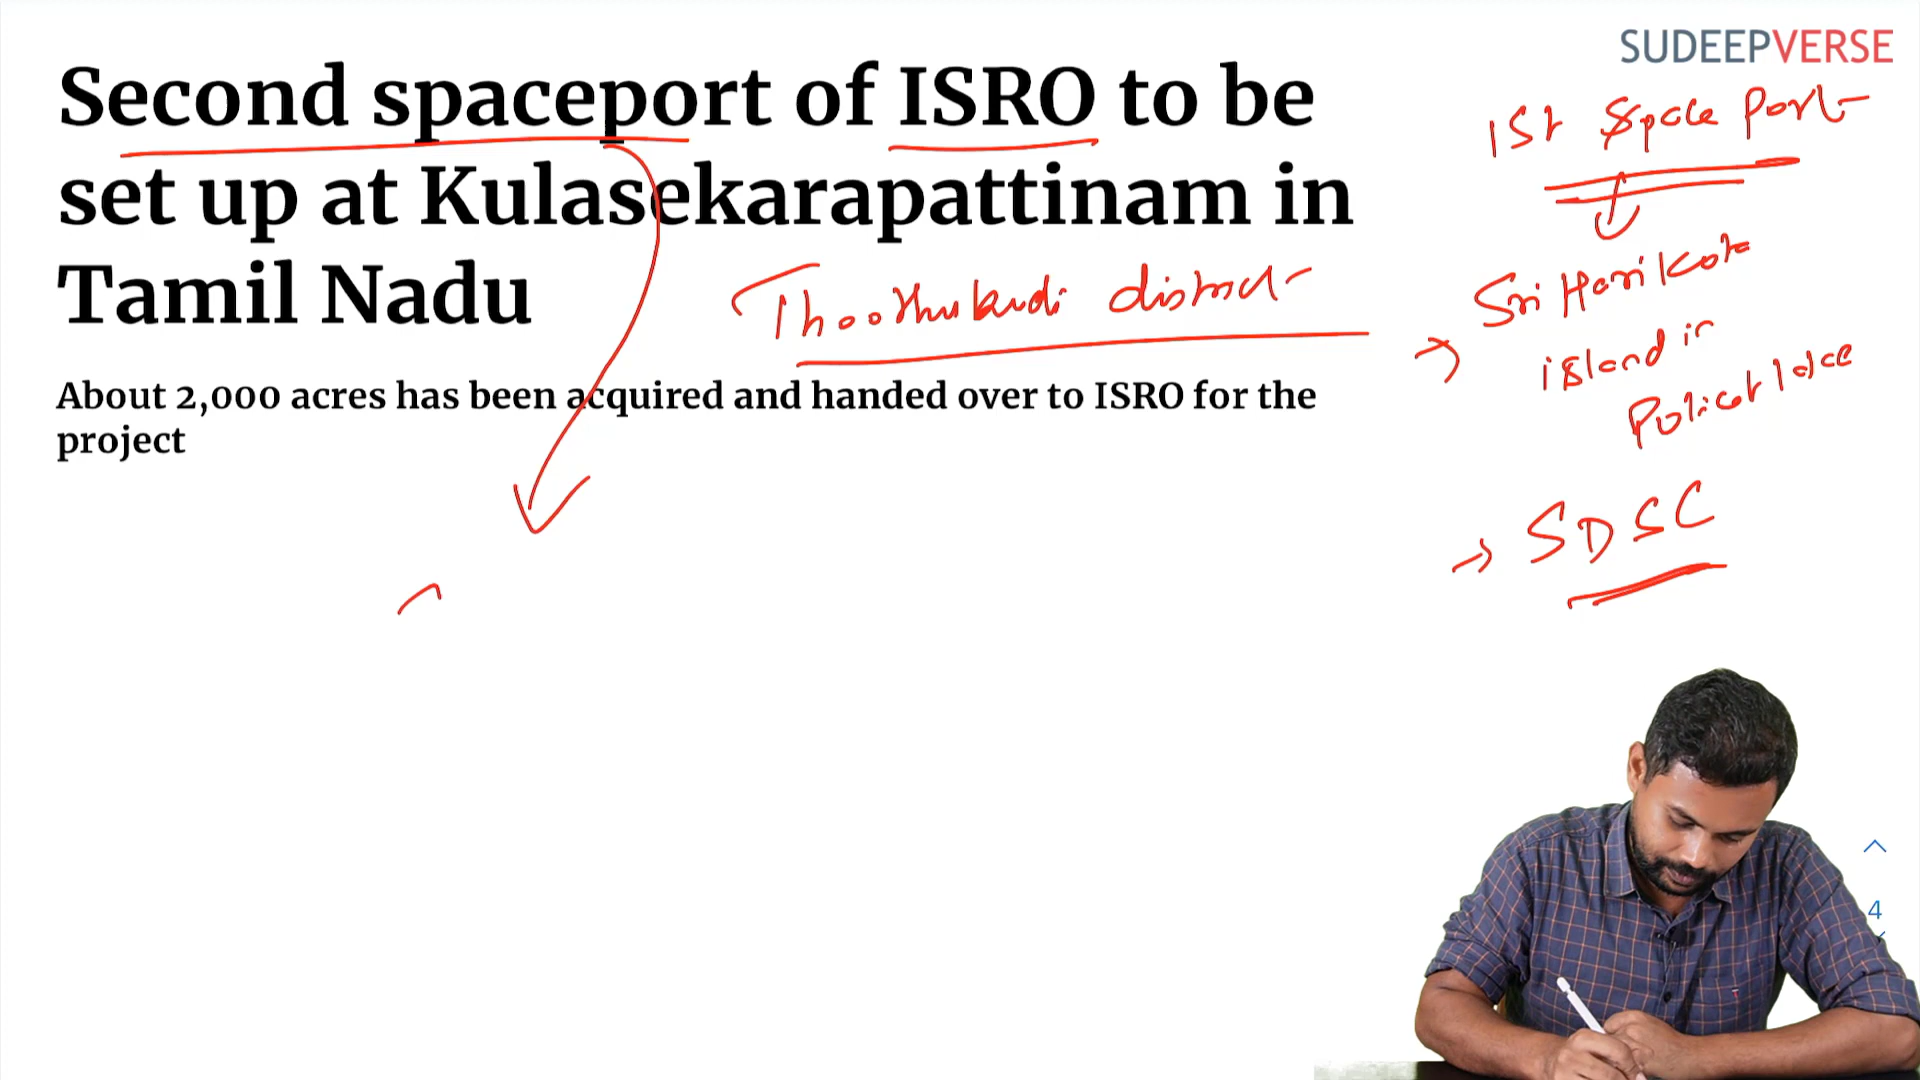 SUDEEPVERSE
Second spaceport of ISRO to be
set up at Kulasekarapattinam in
Tamil Nadu
Thoothukudi district
About 2,000 acres has been acquired and handed over to ISRO for the
project
1st Space Port
Sri Harikota
island in
Pulicat lake
→ SDSC
4